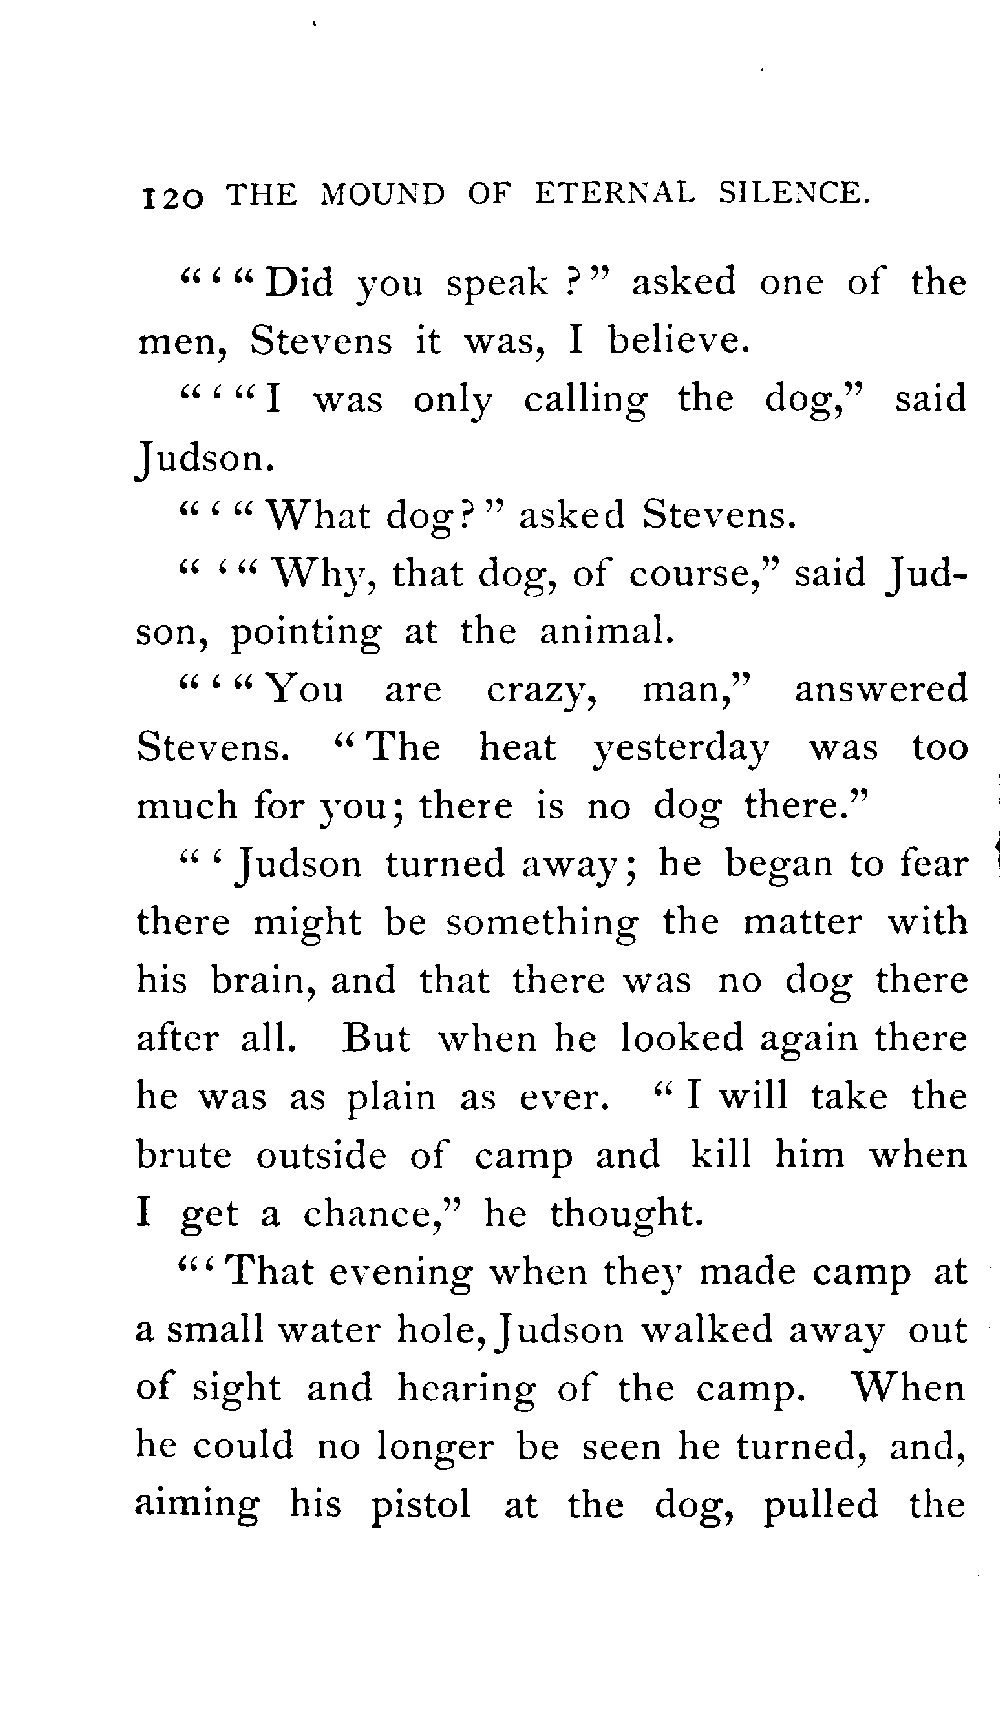 120 THE MOUND OF ETERNAL SILENCE.
“ ‘ “ Did you speak ? ” asked one of the
men, Stevens it was, I believe.
“ ‘ “ I was only calling the dog,” said
Judson.
“ ‘ “ What dog? ” asked Stevens.
“ ‘ “ Why, that dog, of course,” said Jud-
son, pointing at the animal.
“ ‘ “ You are crazy, man,” answered
Stevens. “ The heat yesterday was too
much for you; there is no dog there.”
“ ‘ Judson turned away; he began to fear
there might be something the matter with
his brain, and that there was no dog there
after all. But when he looked again there
he was as plain as ever. “ I will take the
brute outside of camp and kill him when
I get a chance,” he thought.
“ ‘ That evening when they made camp at
a small water hole, Judson walked away out
of sight and hearing of the camp. When
he could no longer be seen he turned, and,
aiming his pistol at the dog, pulled the